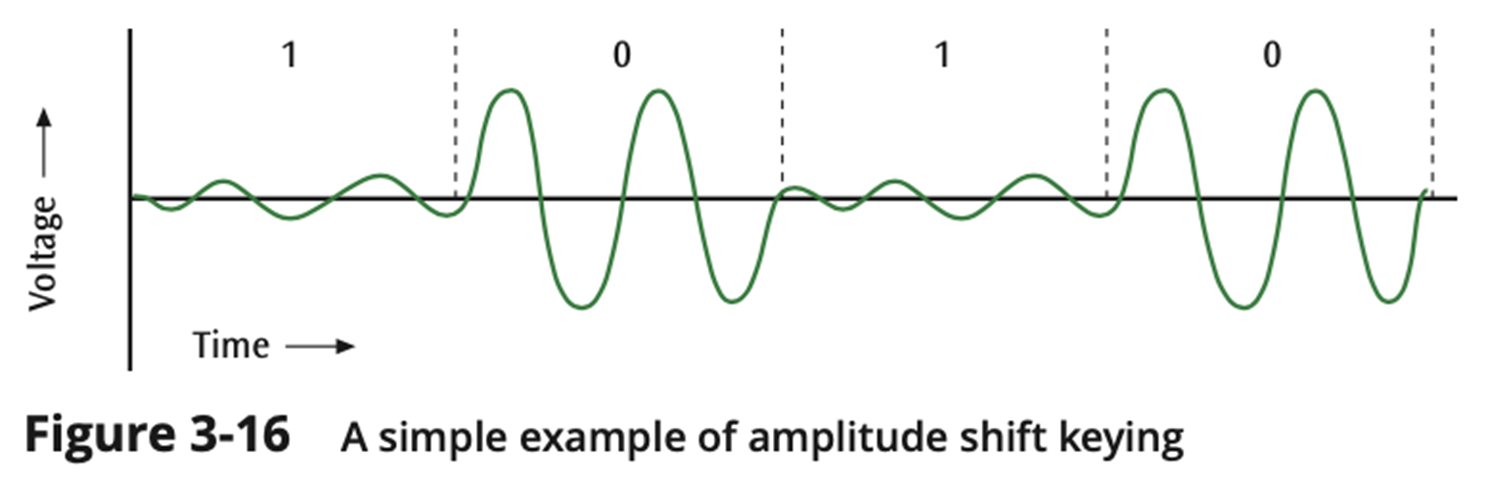 1 0 1 0
Voltage
Time
Figure 3-16 A simple example of amplitude shift keying